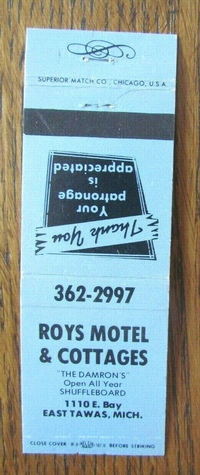 SUPERIOR MATCH CO., CHICAGO, U.S.A.
Thank You
Your
patronage
is
appreciated
362-2997
ROYS MOTEL
& COTTAGES
"THE DAMRON'S"
Open All Year
SHUFFLEBOARD
1110 E. Bay
EAST TAWAS, MICH.
CLOSE COVER BEFORE STRIKING